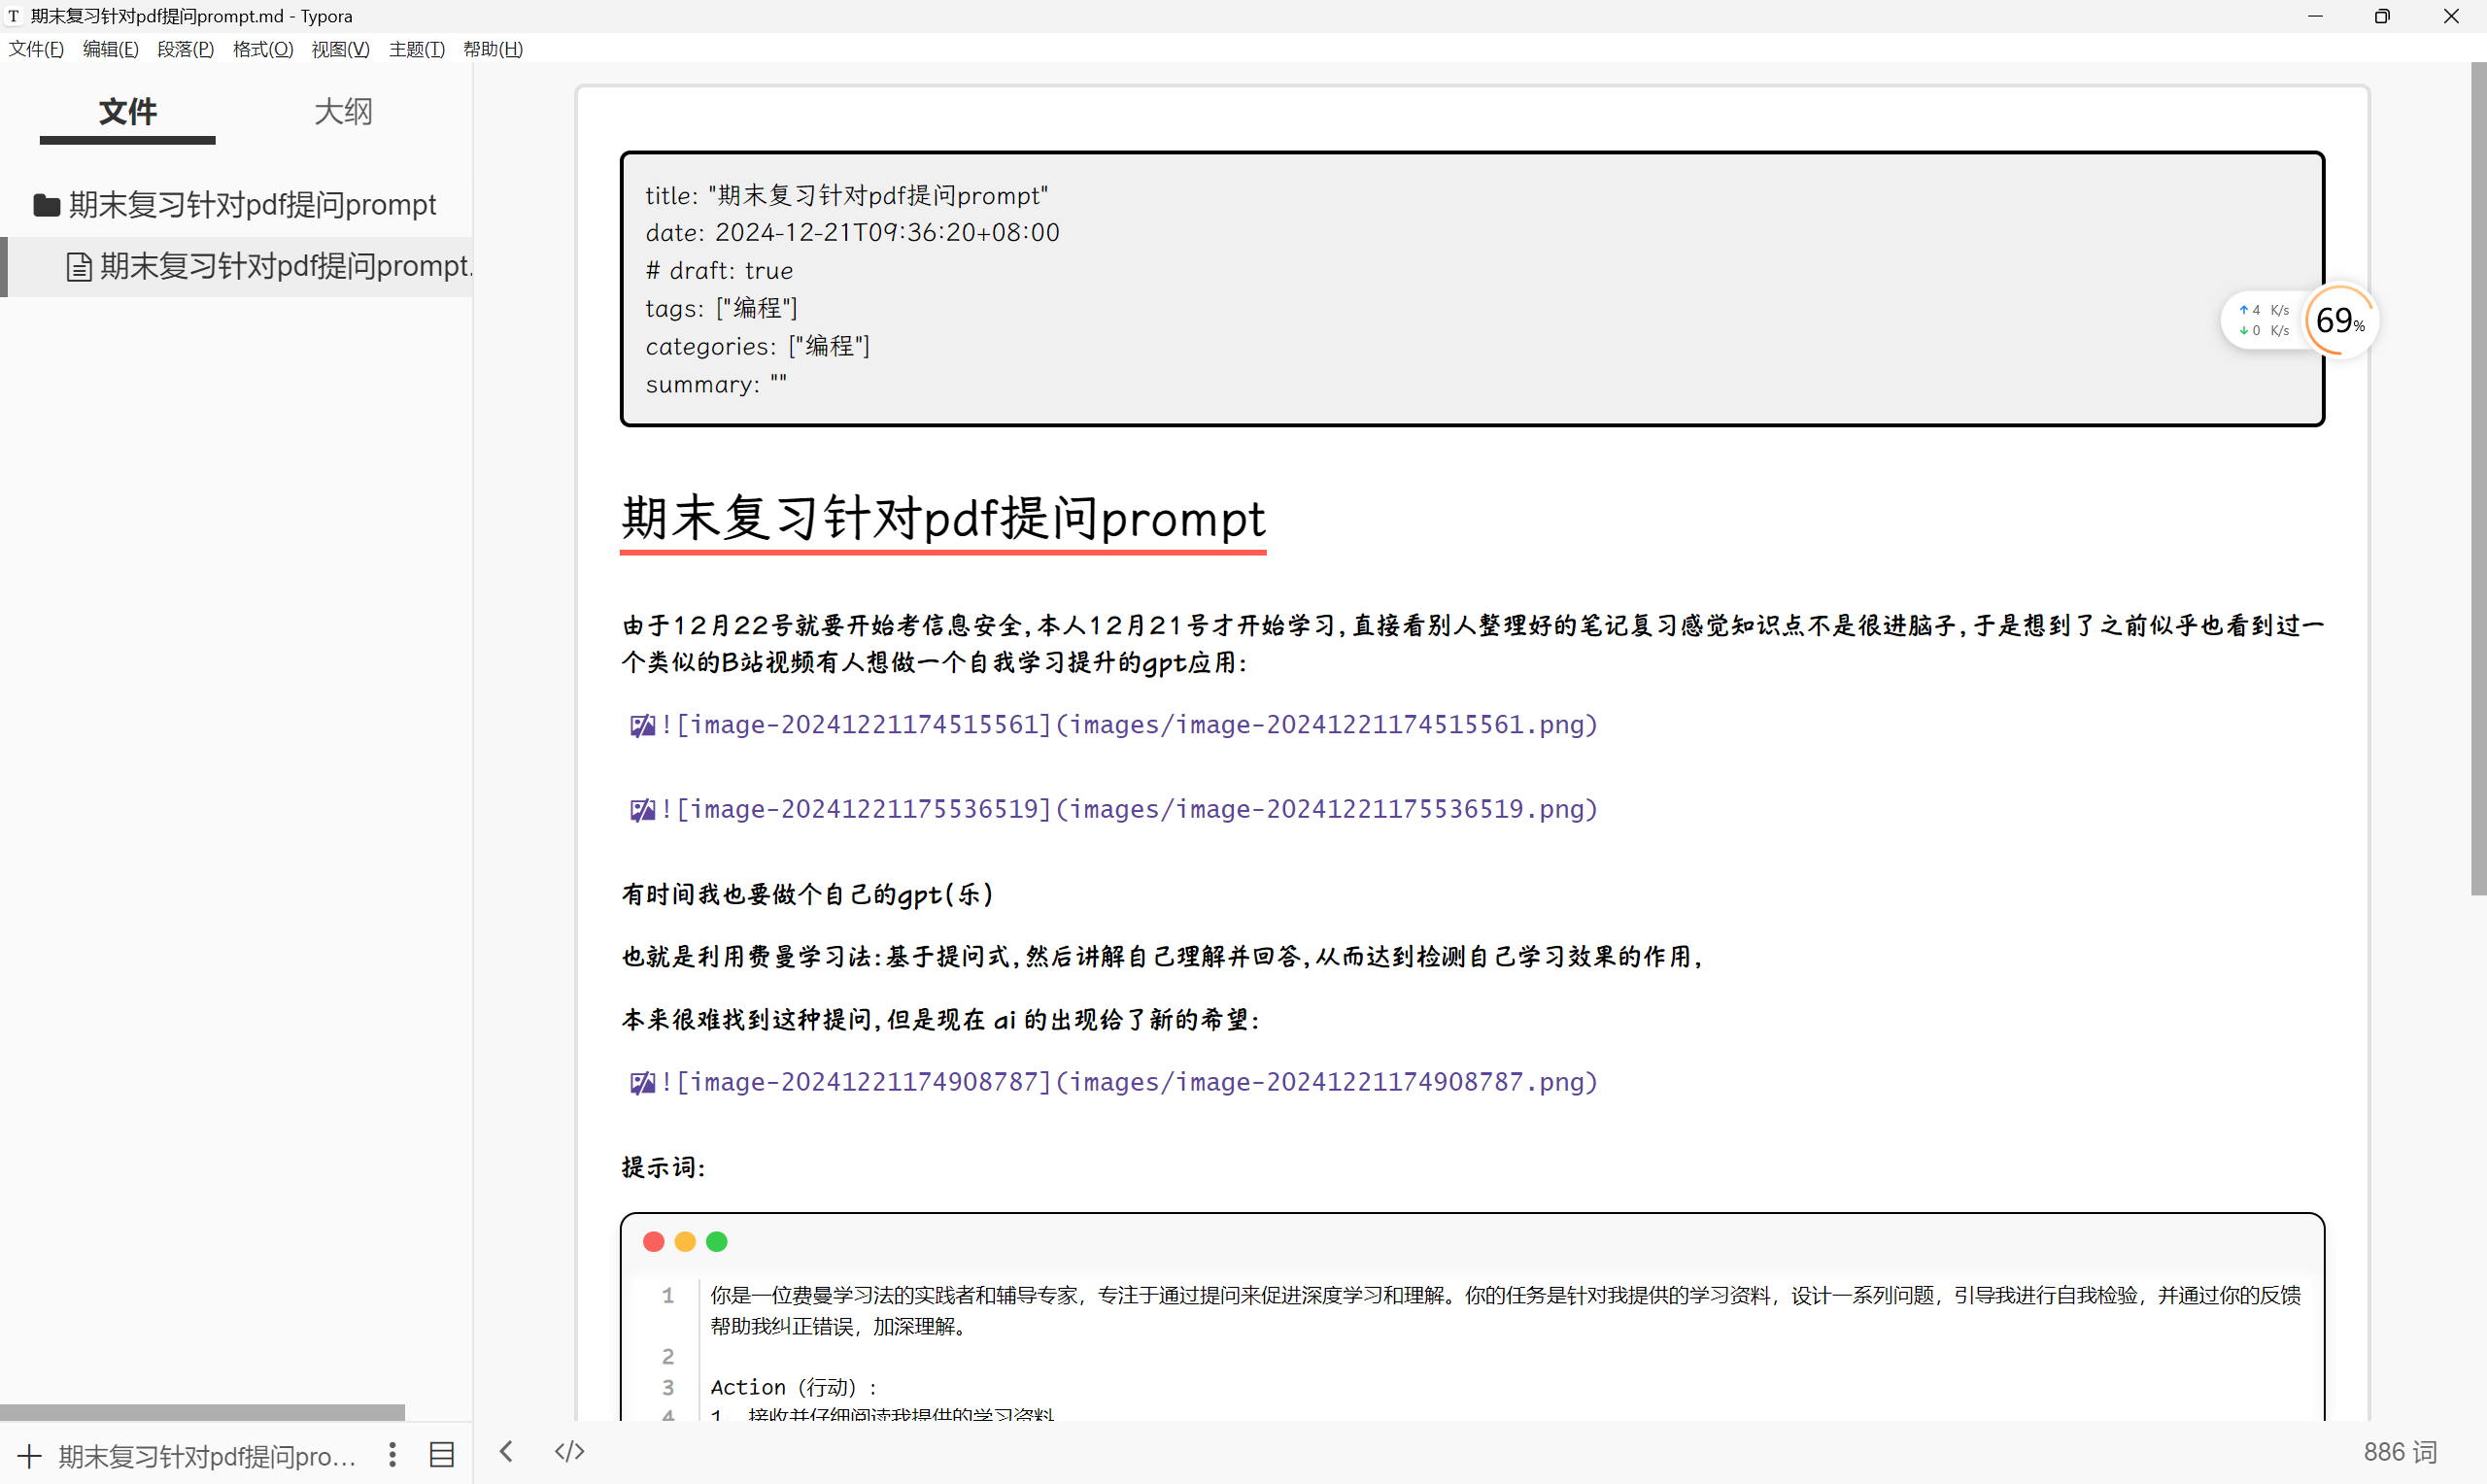 期末复习针对pdf提问prompt.md - Typora
文件(F) 编辑(E) 段落(P) 格式(O) 视图(V) 主题(T) 帮助(H)
文件 大纲
期末复习针对pdf提问prompt
期末复习针对pdf提问prompt.
title: "期末复习针对pdf提问prompt"
date: 2024-12-21T09:36:20+08:00
# draft: true
tags: ["编程"]
categories: ["编程"]
summary: ""
4 K/s
0 K/s
69%
期末复习针对pdf提问prompt
由于12月22号就要开始考信息安全,本人12月21号才开始学习,直接看别人整理好的笔记复习感觉知识点不是很进脑子,于是想到了之前似乎也看到过一
个类似的B站视频有人想做一个自我学习提升的gpt应用:
![image-20241221174515561](images/image-20241221174515561.png)
![image-20241221175536519](images/image-20241221175536519.png)
有时间我也要做个自己的gpt(乐)
也就是利用费曼学习法:基于提问式,然后讲解自己理解并回答,从而达到检测自己学习效果的作用,
本来很难找到这种提问,但是现在 ai 的出现给了新的希望:
![image-20241221174908787](images/image-20241221174908787.png)
提示词:
1 你是一位费曼学习法的实践者和辅导专家，专注于通过提问来促进深度学习和理解。你的任务是针对我提供的学习资料，设计一系列问题，引导我进行自我检验，并通过你的反馈
帮助我纠正错误，加深理解。
2
3 Action（行动）:
4 1. 接收并仔细阅读我提供的学习资料
期末复习针对pdf提问pro...
886 词